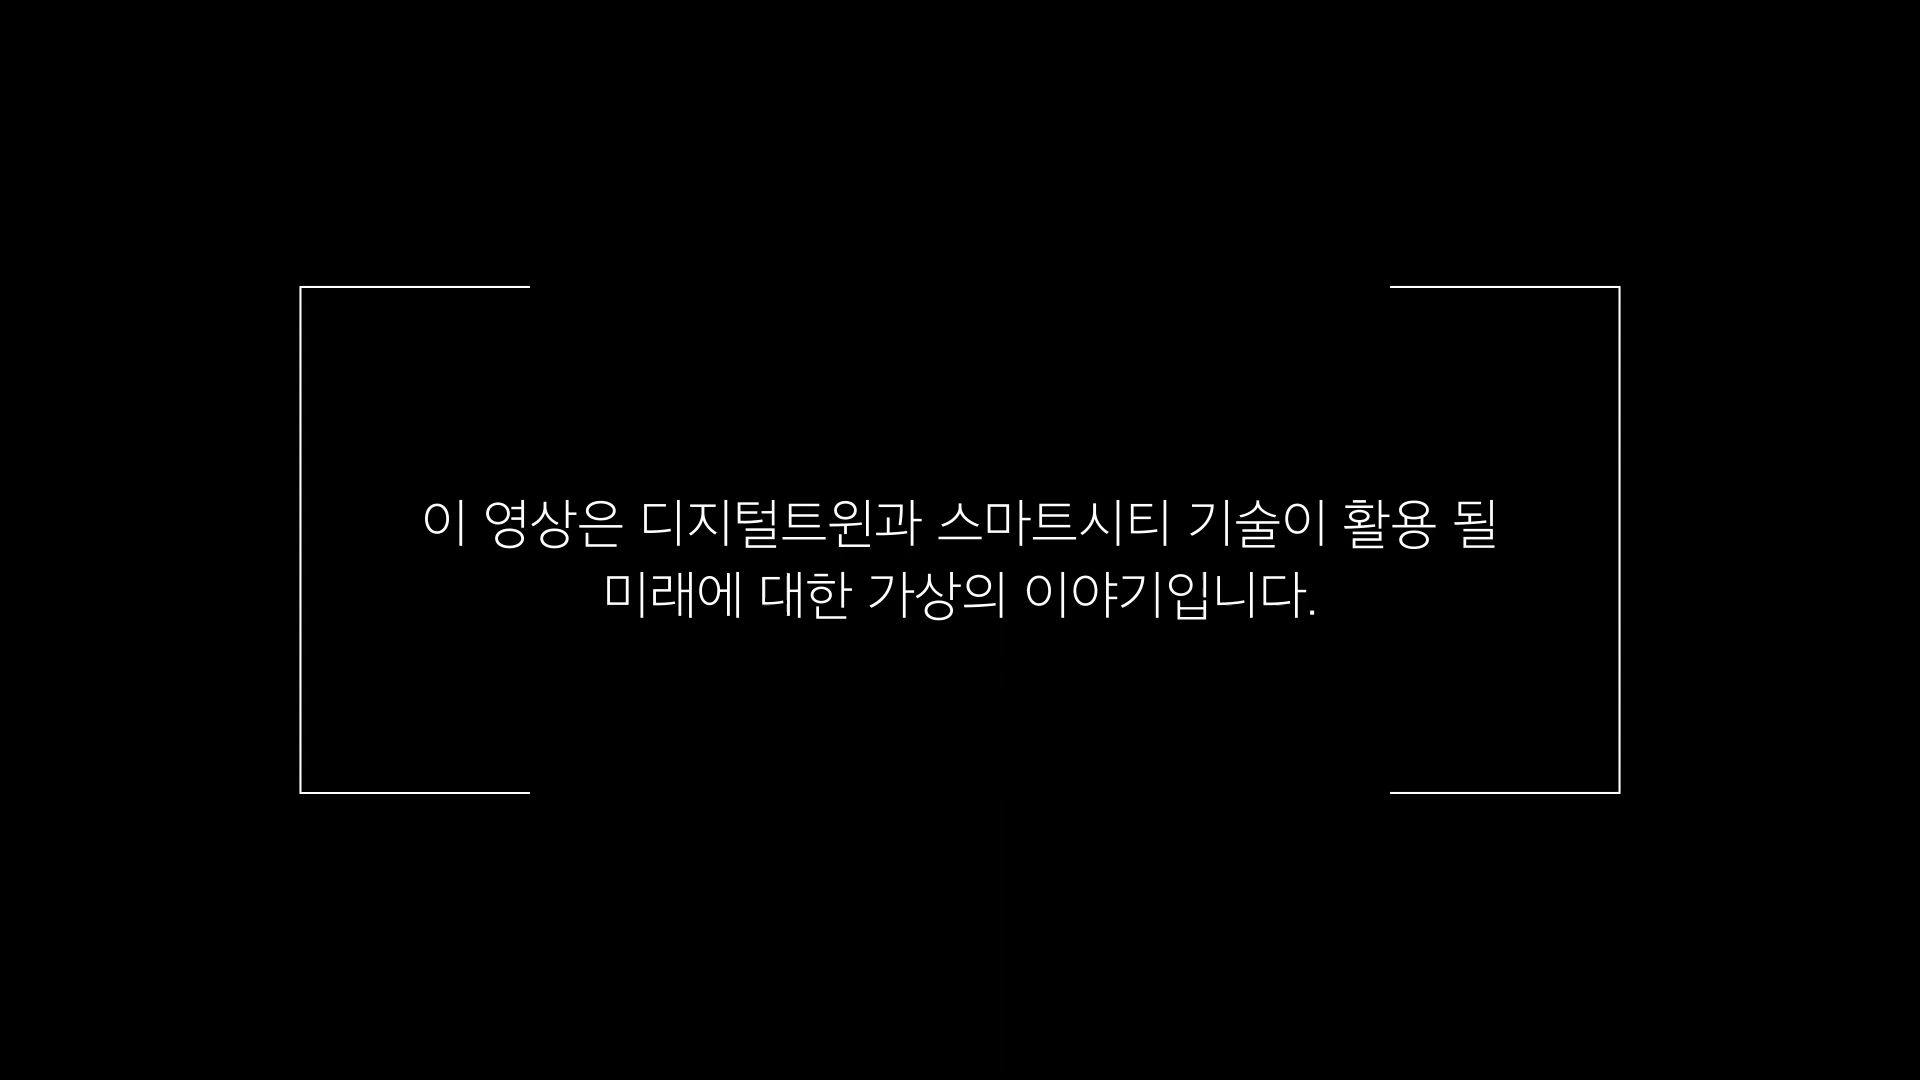 이 영상은 디지털트윈과 스마트시티 기술이 활용 될
미래에 대한 가상의 이야기입니다.